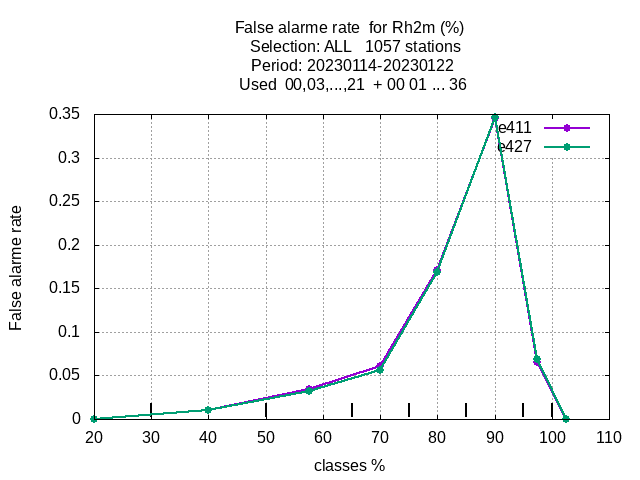 False alarme rate  for Rh2m (%)
Selection: ALL   1057 stations
Period: 20230114-20230122
Used  00,03,...,21  + 00 01 ... 36
0.35
0.3
0.25
0.2
0.15
0.1
0.05
0
False alarme rate
e411
e427
20 30 40 50 60 70 80 90 100 110
classes %